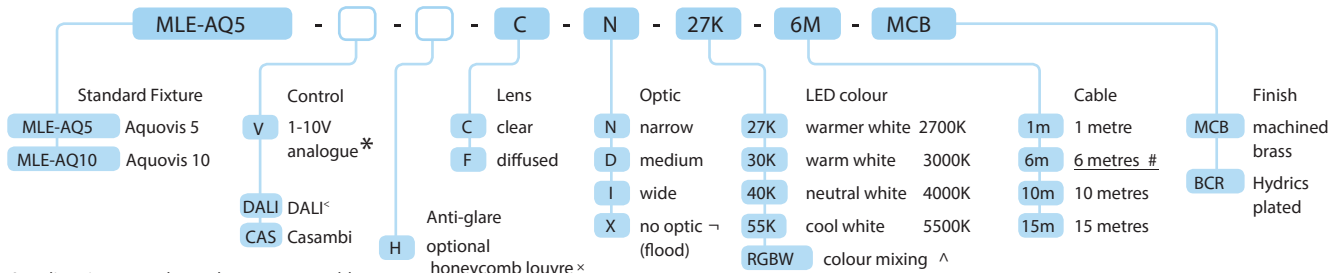 MLE-AQ5 - - - C - N - 27K - 6M - MCB
Standard Fixture
MLE-AQ5 Aquovis 5
MLE-AQ10 Aquovis 10
Control
V 1-10V
analogue*
DALI DALI<
CAS Casambi
Anti-glare
H optional
honeycomb louvre ×
Lens
C clear
F diffused
Optic
N narrow
D medium
I wide
X no optic ¬
(flood)
LED colour
27K warmer white 2700K
30K warm white 3000K
40K neutral white 4000K
55K cool white 5500K
RGBW colour mixing ^
Cable
1m 1 metre
6m 6 metres #
10m 10 metres
15m 15 metres
Finish
MCB machined
brass
BCR Hydrics
plated